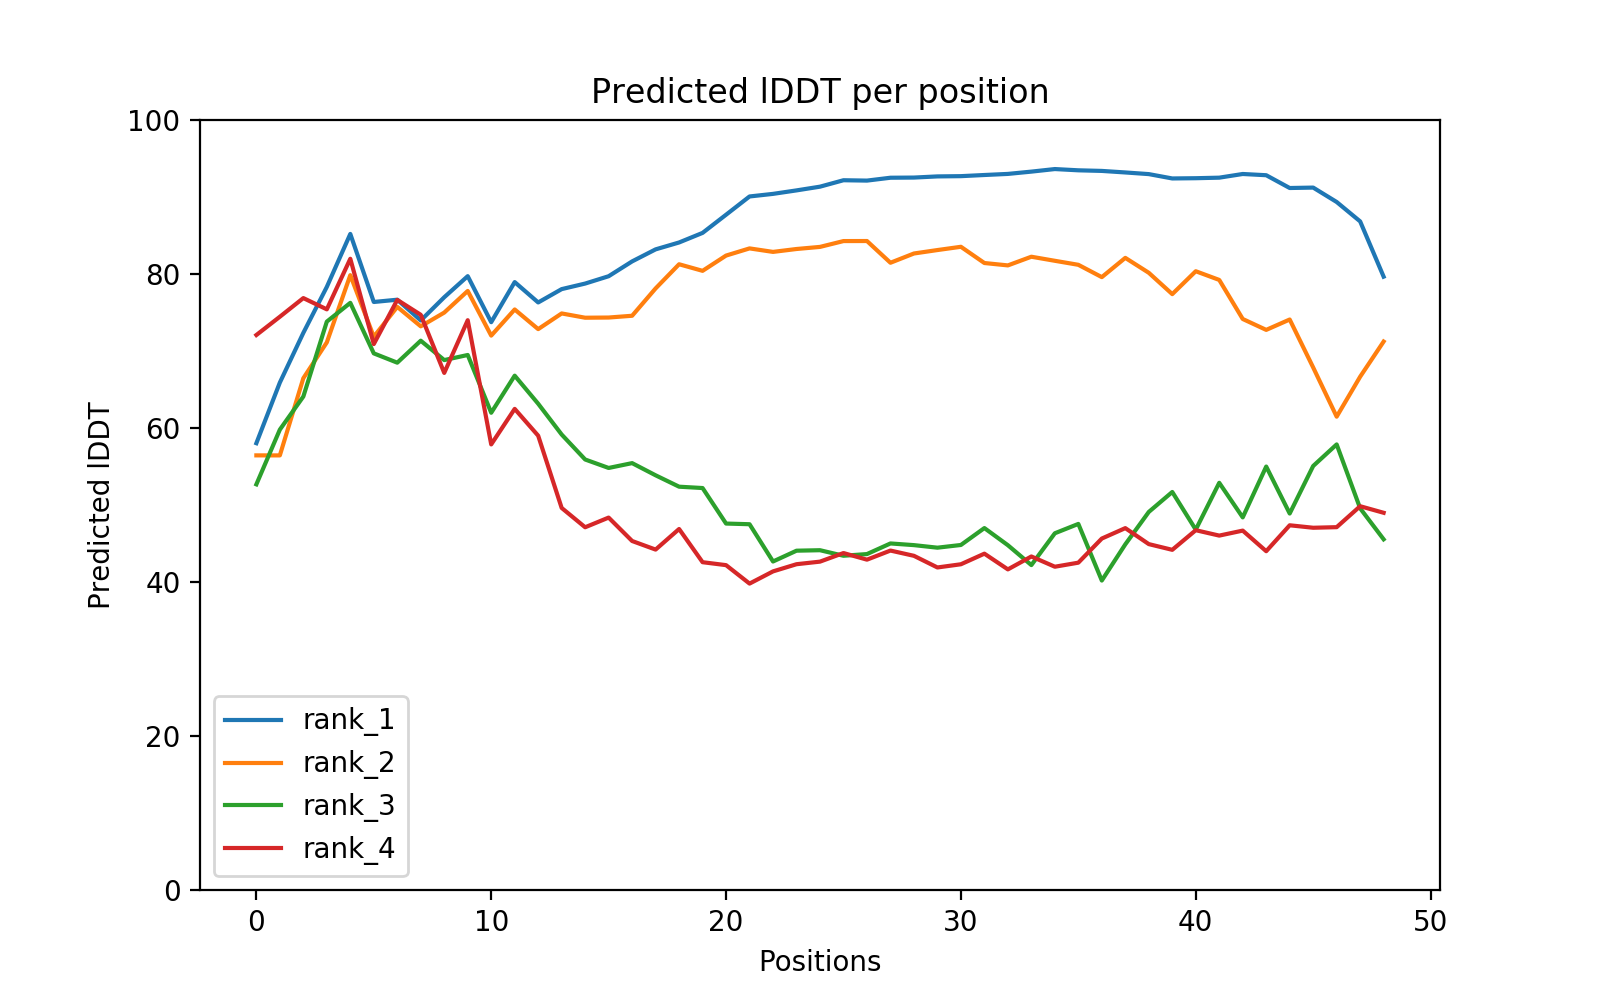 Predicted lDDT per position
100
80
60
40
20
0
Predicted lDDT
rank_1
rank_2
rank_3
rank_4
0 10 20 30 40 50
Positions